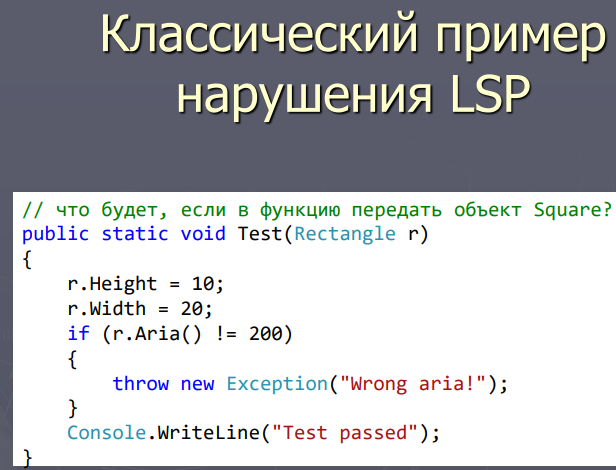 Классический пример
нарушения LSP
// что будет, если в функцию передать объект Square?
public static void Test(Rectangle r)
{
    r.Height = 10;
    r.Width = 20;
    if (r.Aria() != 200)
    {
        throw new Exception("Wrong aria!");
    }
    Console.WriteLine("Test passed");
}